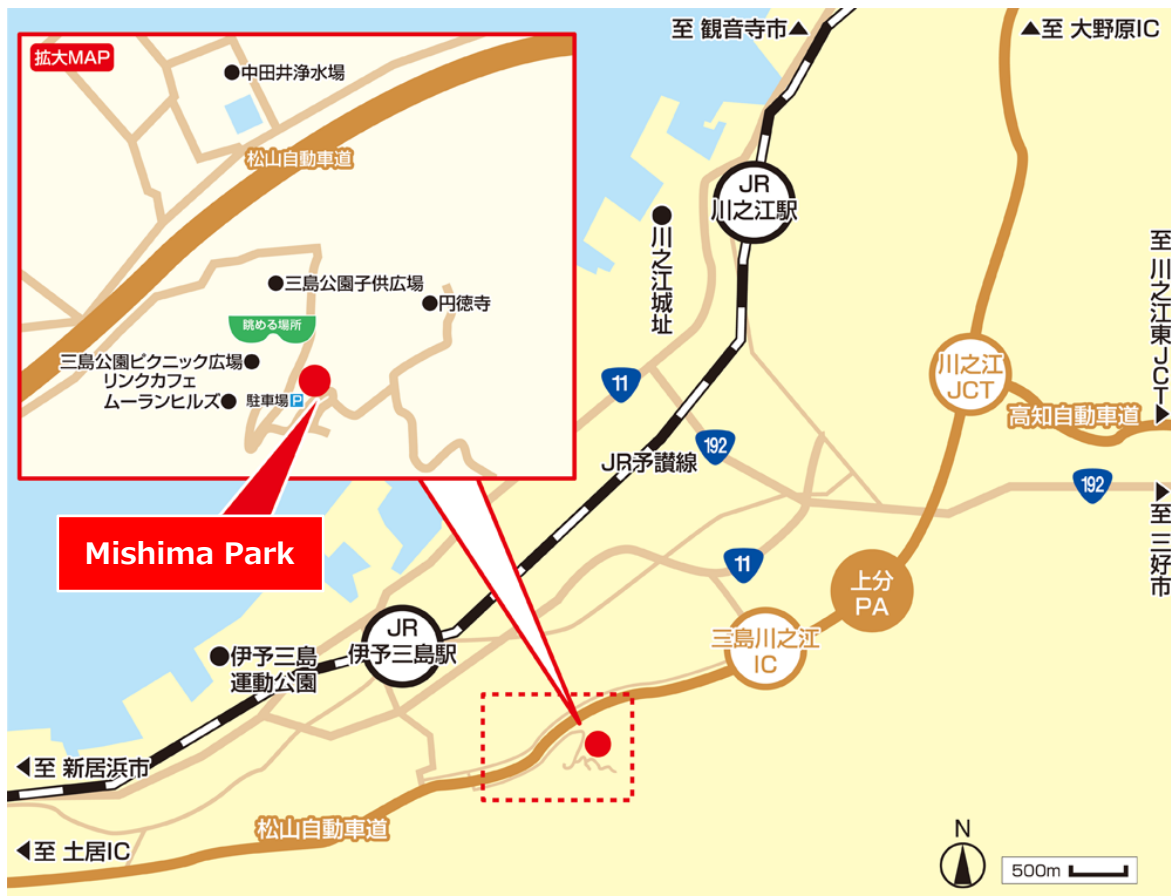 至 観音寺市▲
▲至 大野原IC
拡大MAP
中田井浄水場
松山自動車道
三島公園子供広場
円徳寺
眺める場所
三島公園ピクニック広場
リンクカフェ
ムーランヒルズ
駐車場 P
Mishima Park
JR
川之江駅
川之江城址
至 川之江東JCT▶
川之江
JCT
高知自動車道
11
192
JR予讃線
192
至 三好市
11
上分
PA
三島川之江
IC
JR
伊予三島駅
伊予三島
運動公園
◀至 新居浜市
松山自動車道
◀至 土居IC
N
500m